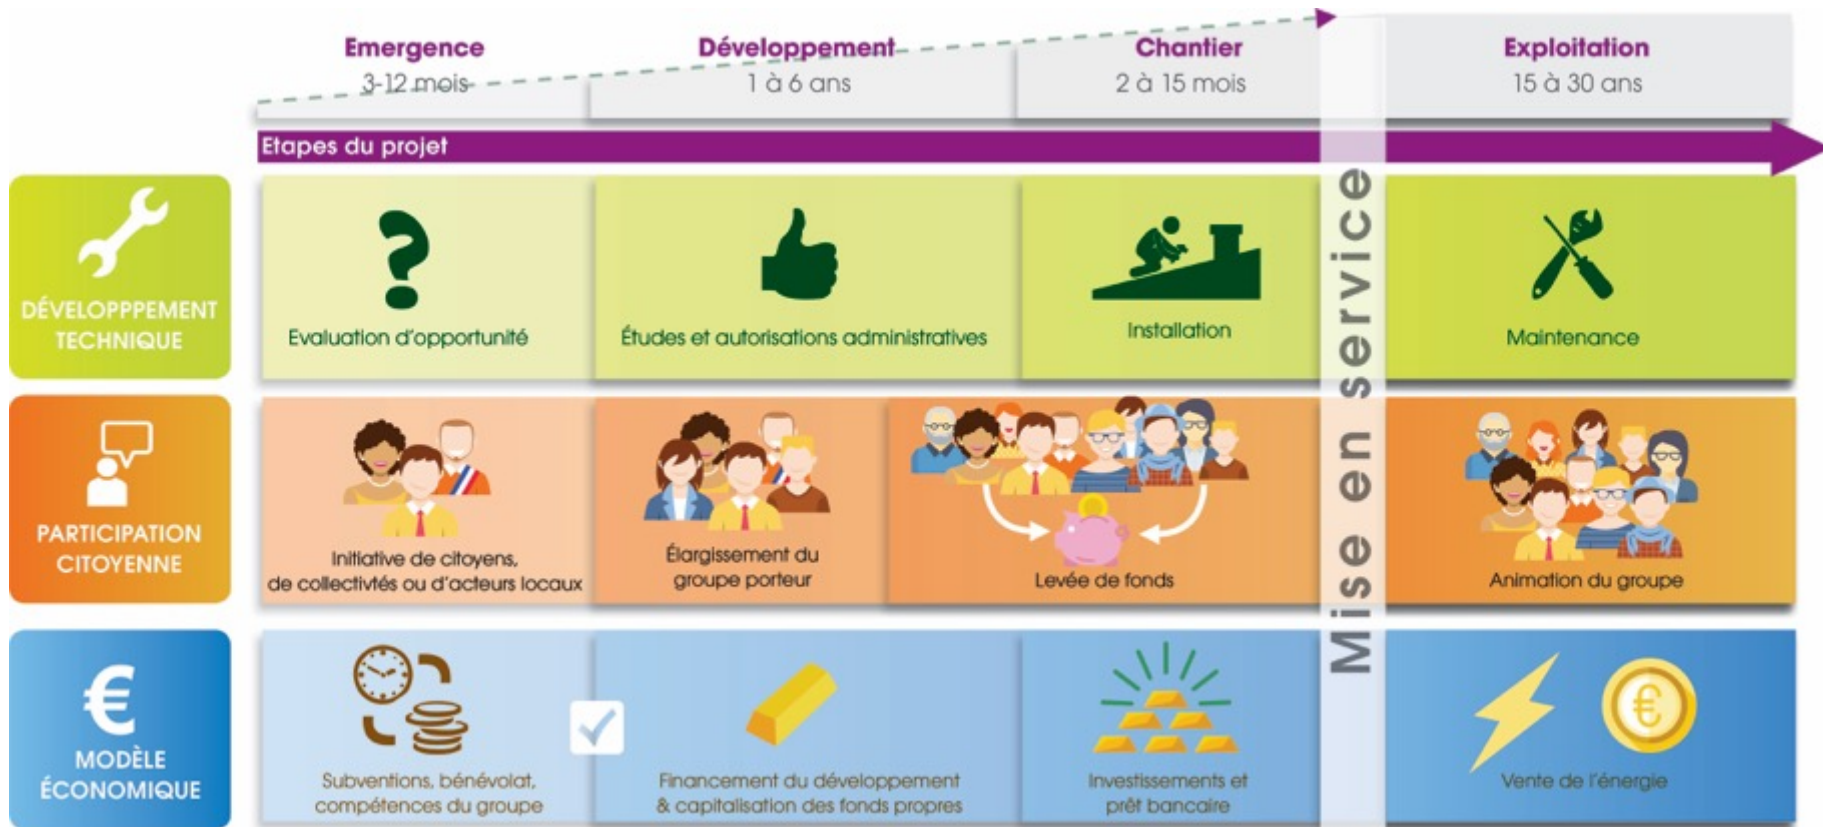 Emergence
3-12 mois
Développement
1 à 6 ans
Chantier
2 à 15 mois
Exploitation
15 à 30 ans
Etapes du projet
Mise en service
DÉVELOPPPEMENT
TECHNIQUE
Evaluation d'opportunité
Études et autorisations administratives
Installation
Maintenance
PARTICIPATION
CITOYENNE
Initiative de citoyens,
de collectivtés ou d'acteurs locaux
Élargissement du
groupe porteur
Levée de fonds
Animation du groupe
€
MODÈLE
ÉCONOMIQUE
Subventions, bénévolat,
compétences du groupe
Financement du développement
& capitalisation des fonds propres
Investissements et
prêt bancaire
€
Vente de l'énergie